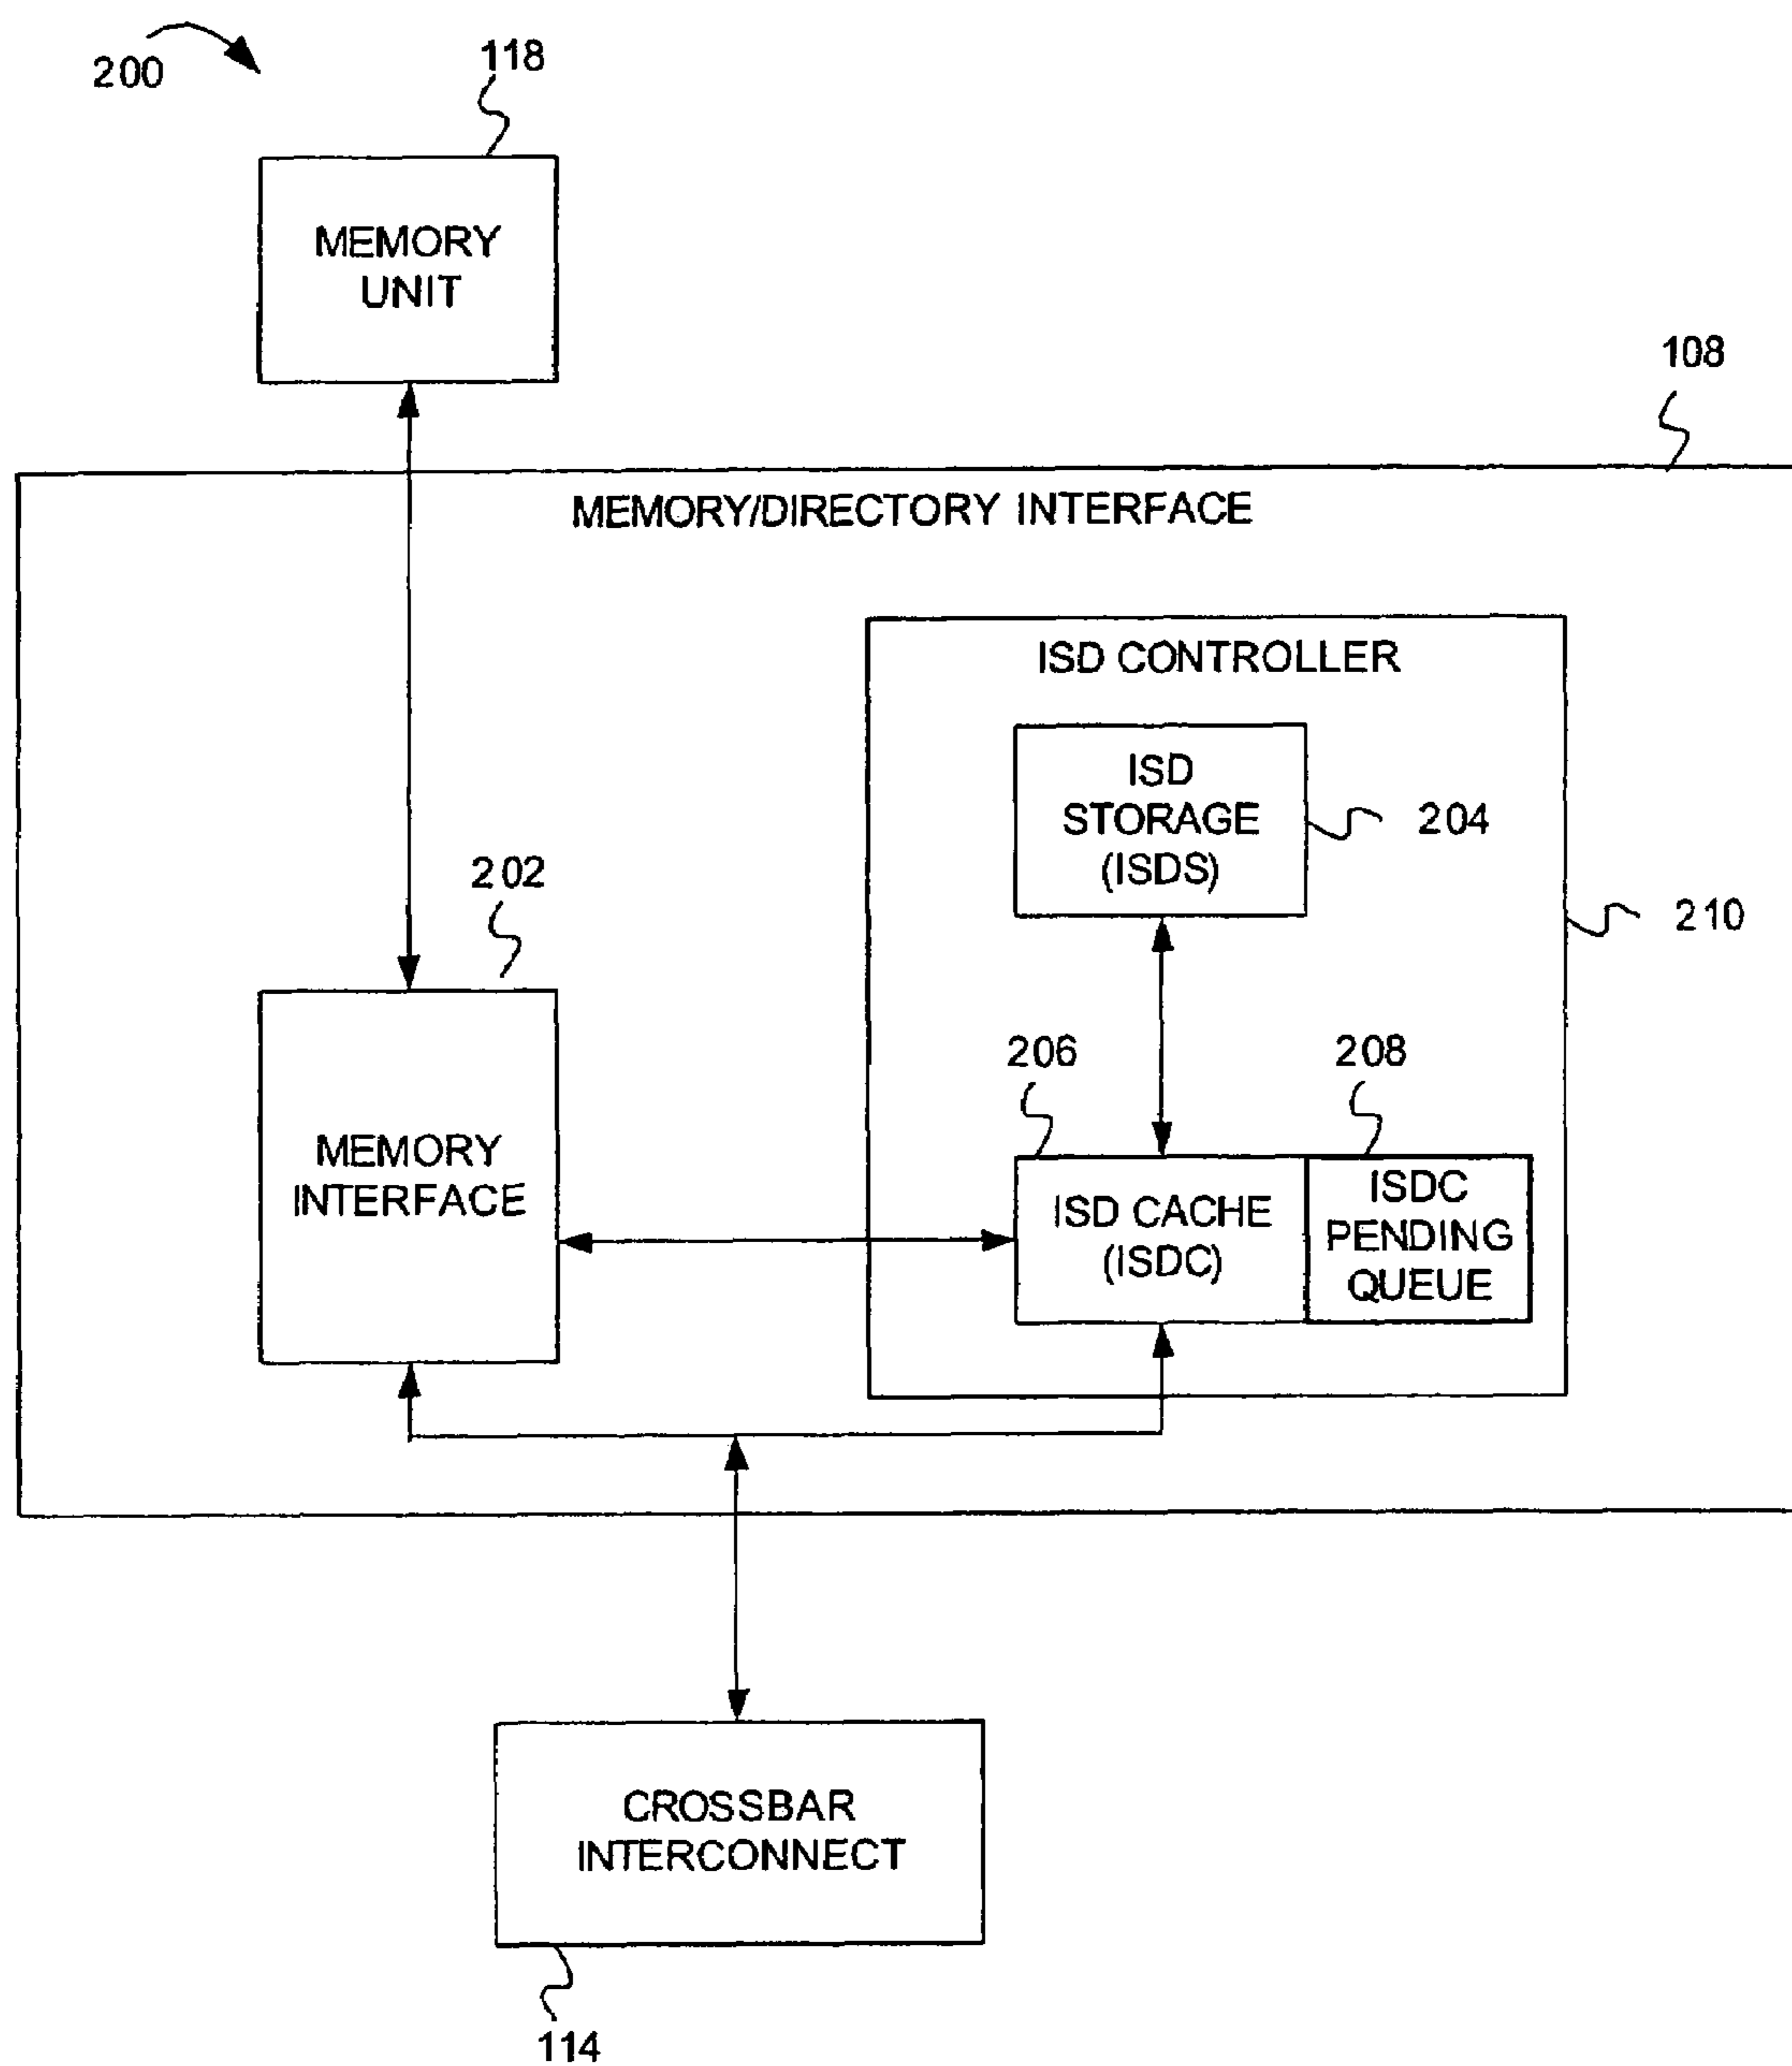 200
118
MEMORY
UNIT
108
MEMORY/DIRECTORY INTERFACE
ISD CONTROLLER
ISD
STORAGE
(ISDS)
204
202
210
206
208
MEMORY
INTERFACE
ISD CACHE
(ISDC)
ISDC
PENDING
QUEUE
CROSSBAR
INTERCONNECT
114